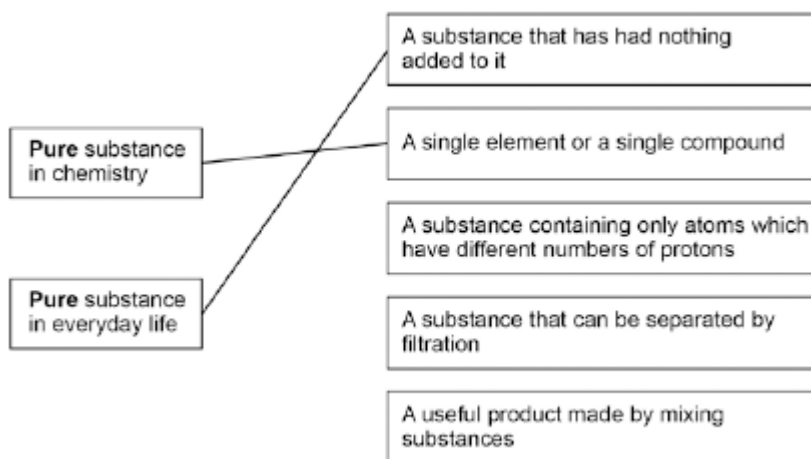 Pure substance
in chemistry
Pure substance
in everyday life
A substance that has had nothing
added to it
A single element or a single compound
A substance containing only atoms which
have different numbers of protons
A substance that can be separated by
filtration
A useful product made by mixing
substances